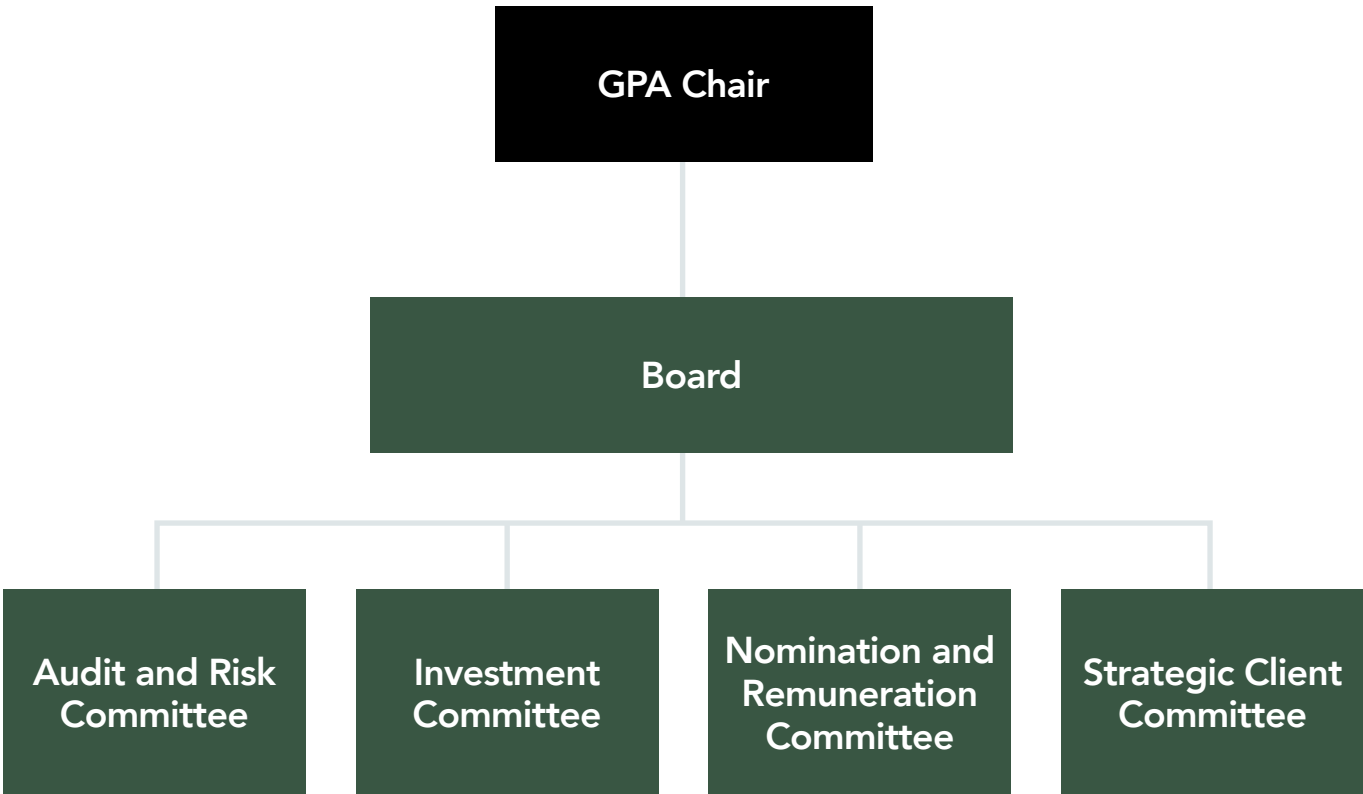 GPA Chair
Board
Audit and Risk
Committee
Investment
Committee
Nomination and
Remuneration
Committee
Strategic Client
Committee